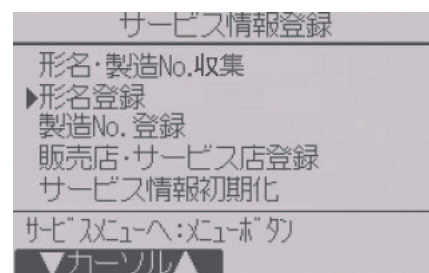 サービス情報登録
形名・製造No.収集
▶形名登録
製造No.登録
販売店・サービス店登録
サービス情報初期化
ｻｰﾋﾞｽﾒﾆｭｰへ:ﾒﾆｭｰﾎﾞﾀﾝ
▼カーソル▲